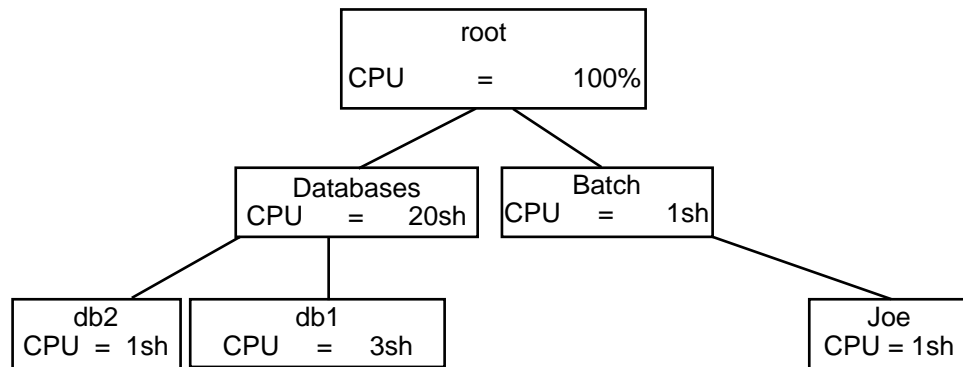 root
CPU = 100%
Databases
CPU = 20sh
Batch
CPU = 1sh
db2
CPU = 1sh
db1
CPU = 3sh
Joe
CPU = 1sh